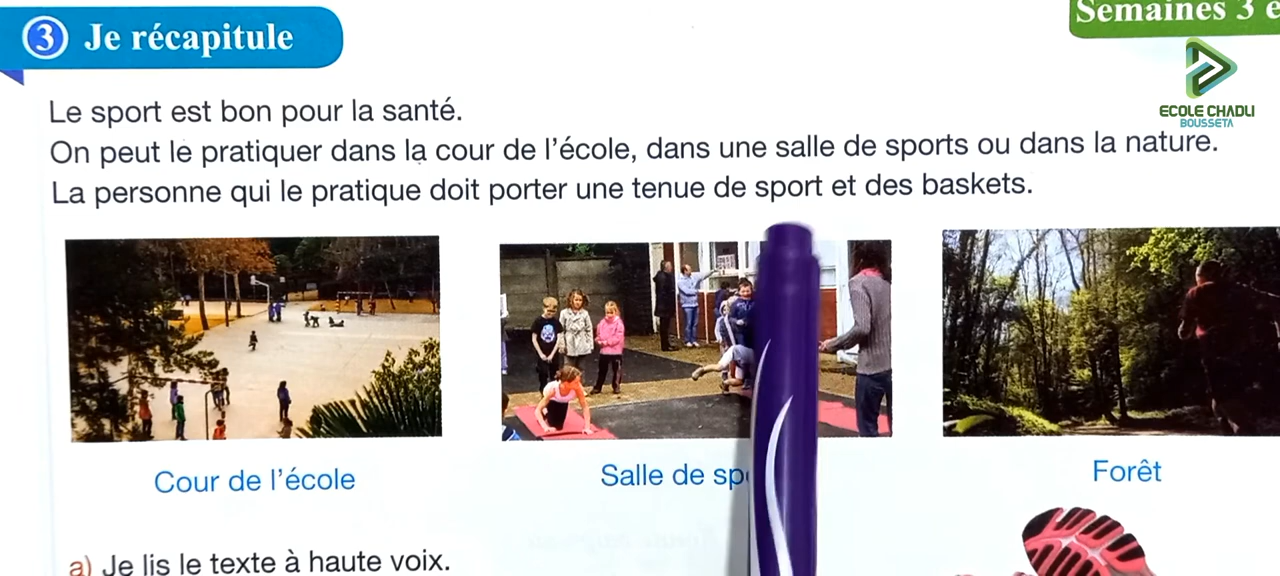 3 Je récapitule
Semaines 3 e
ECOLE CHADLI
BOUSSETA
Le sport est bon pour la santé.
On peut le pratiquer dans la cour de l'école, dans une salle de sports ou dans la nature.
La personne qui le pratique doit porter une tenue de sport et des baskets.
Cour de l'école
Salle de spo
Forêt
a) Je lis le texte à haute voix.